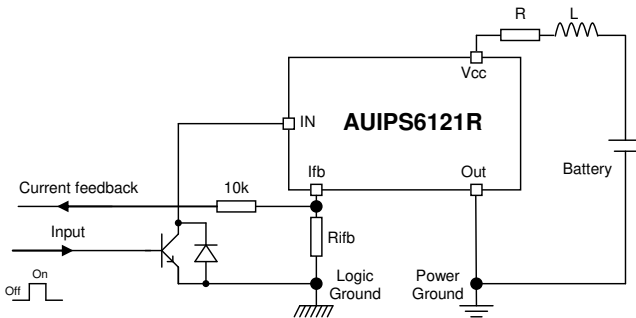 R
L
Vcc
IN
AUIPS6121R
Ifb
Out
Battery
Current feedback
10k
Input
Rifb
On
Off
Logic
Ground
Power
Ground